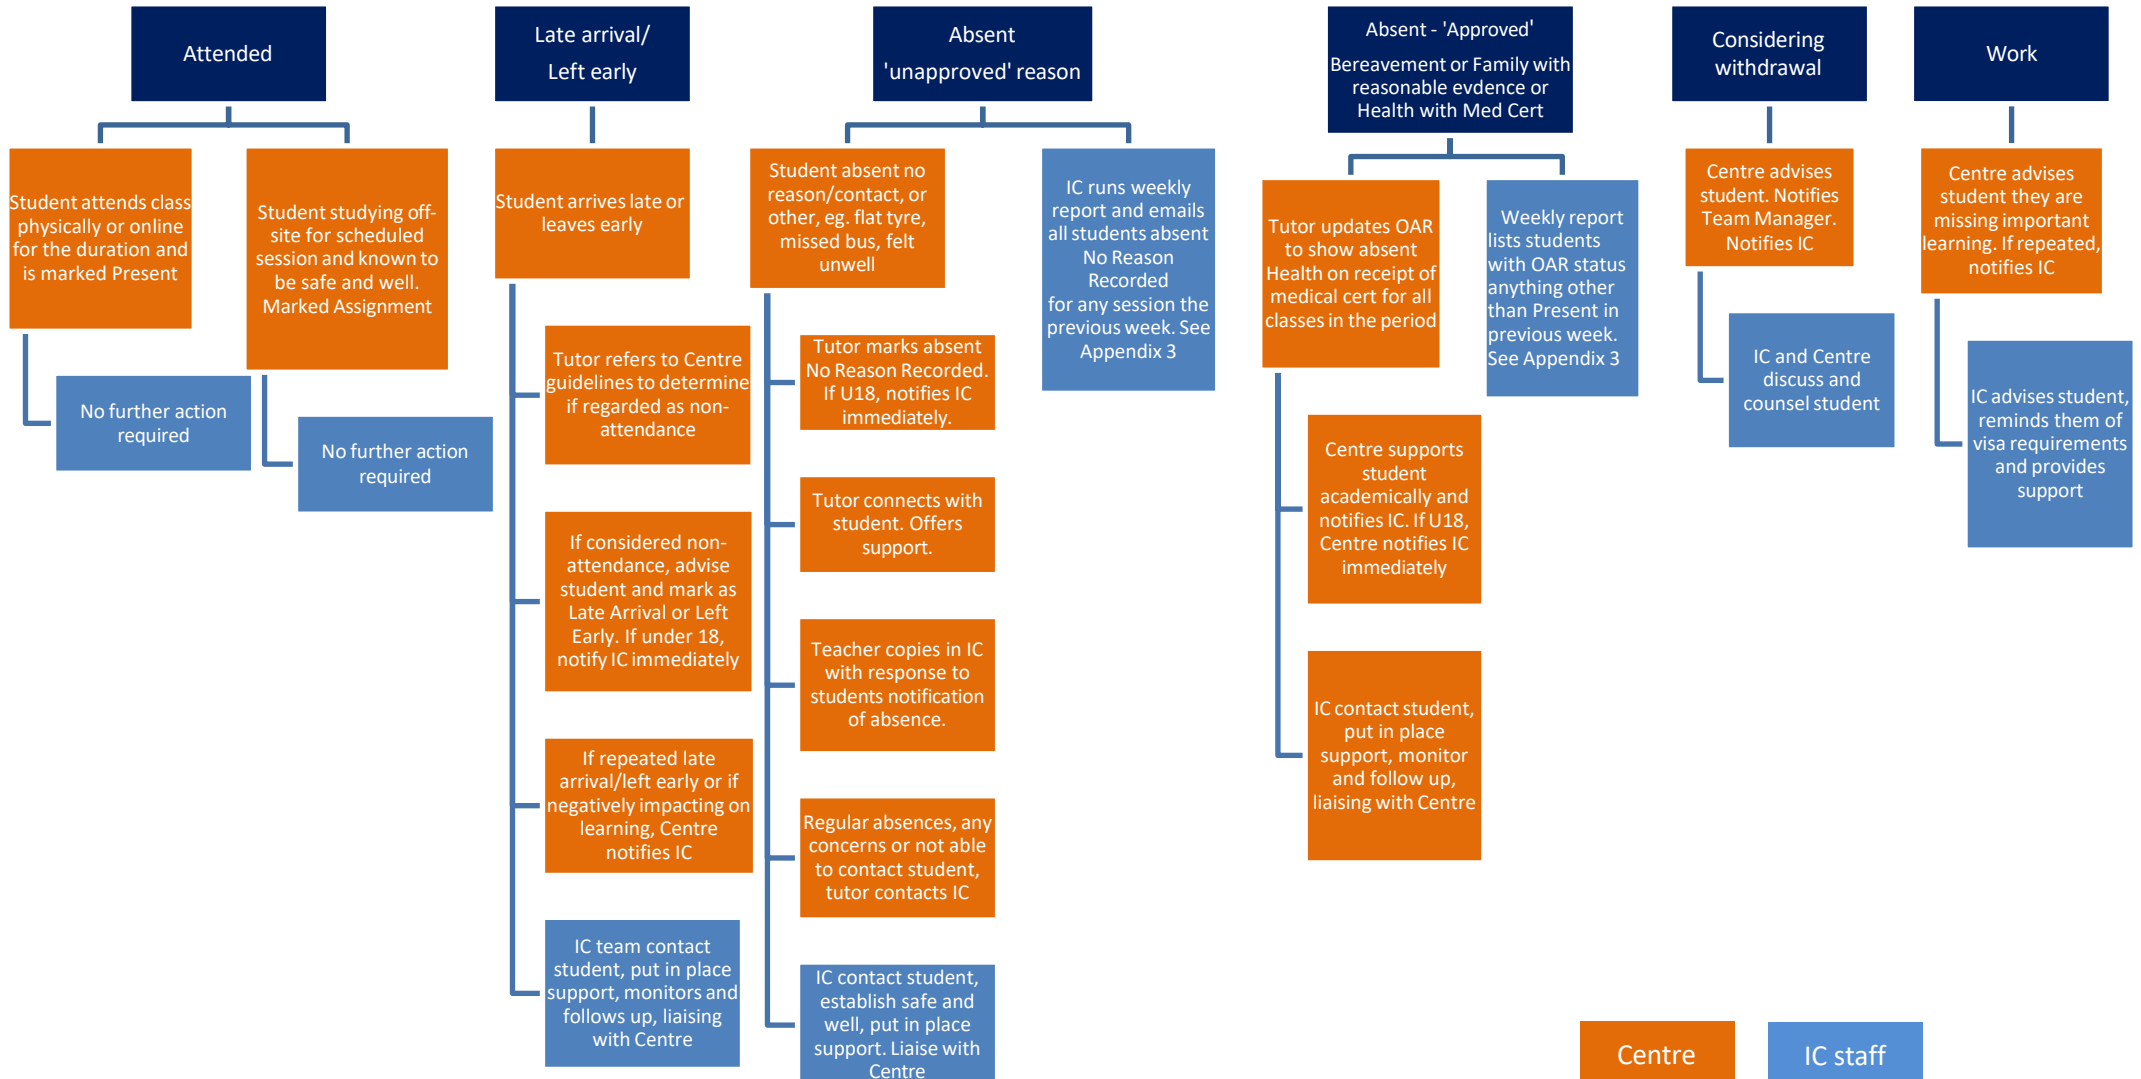 Attended
Late arrival/
Left early
Absent
'unapproved' reason
Absent - 'Approved'
Bereavement or Family with
reasonable evdence or
Health with Med Cert
Considering
withdrawal
Work
Student attends class
physically or online
for the duration and
is marked Present
No further action
required
Student studying off-
site for scheduled
session and known to
be safe and well.
Marked Assignment
No further action
required
Student arrives late or
leaves early
Tutor refers to Centre
guidelines to determine
if regarded as non-
attendance
If considered non-
attendance, advise
student and mark as
Late Arrival or Left
Early. If under 18,
notify IC immediately
If repeated late
arrival/left early or if
negatively impacting on
learning, Centre
notifies IC
IC team contact
student, put in place
support, monitors and
follows up, liaising
with Centre
Student absent no
reason/contact, or
other, eg. flat tyre,
missed bus, felt
unwell
Tutor marks absent
No Reason Recorded.
If U18, notifies IC
immediately.
Tutor connects with
student. Offers
support.
Teacher copies in IC
with response to
students notification
of absence.
Regular absences, any
concerns or not able
to contact student,
tutor contacts IC
IC contact student,
establish safe and
well, put in place
support. Liaise with
Centre
IC runs weekly
report and emails
all students absent
No Reason
Recorded
for any session the
previous week. See
Appendix 3
Tutor updates OAR
to show absent
Health on receipt of
medical cert for all
classes in the period
Centre supports
student
academically and
notifies IC. If U18,
Centre notifies IC
immediately
IC contact student,
put in place
support, monitor
and follow up,
liaising with Centre
Weekly report
lists students
with OAR status
anything other
than Present in
previous week.
See Appendix 3
Centre advises
student. Notifies
Team Manager.
Notifies IC
IC and Centre
discuss and
counsel student
Centre advises
student they are
missing important
learning. If repeated,
notifies IC
IC advises student,
reminds them of
visa requirements
and provides
support
Centre
IC staff